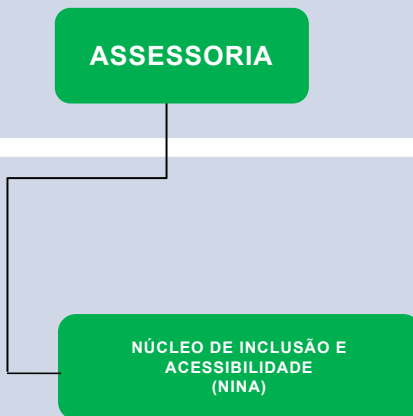 ASSESSORIA
NÚCLEO DE INCLUSÃO E
ACESSIBILIDADE
(NINA)